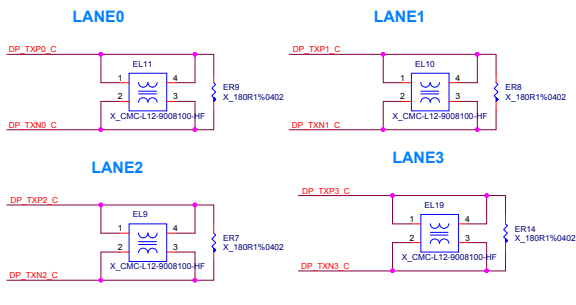 LANE0
DP_TXP0_C
EL11
1
4
2
3
ER9
X_180R1%0402
X_CMC-L12-9008100-HF
DP_TXN0_C
LANE1
DP_TXP1_C
EL10
1
4
2
3
ER8
X_180R1%0402
X_CMC-L12-9008100-HF
DP_TXN1_C
LANE2
DP_TXP2_C
EL9
1
4
2
3
ER7
X_180R1%0402
X_CMC-L12-9008100-HF
DP_TXN2_C
LANE3
DP_TXP3_C
EL19
1
4
2
3
ER14
X_180R1%0402
X_CMC-L12-9008100-HF
DP_TXN3_C